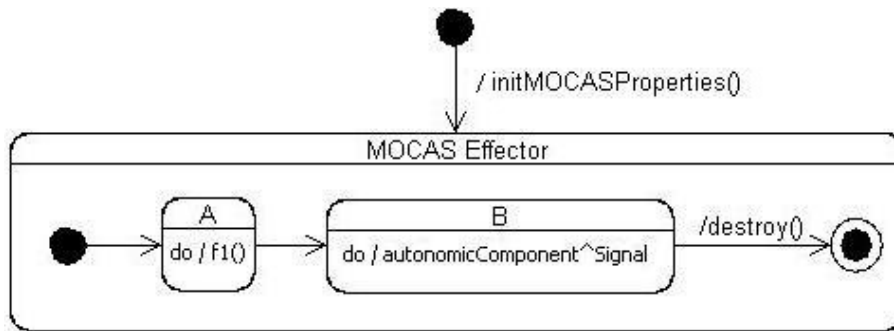 / initMOCASProperties()
MOCAS Effector
A
do / f1()
B
do / autonomicComponent^Signal
/destroy()